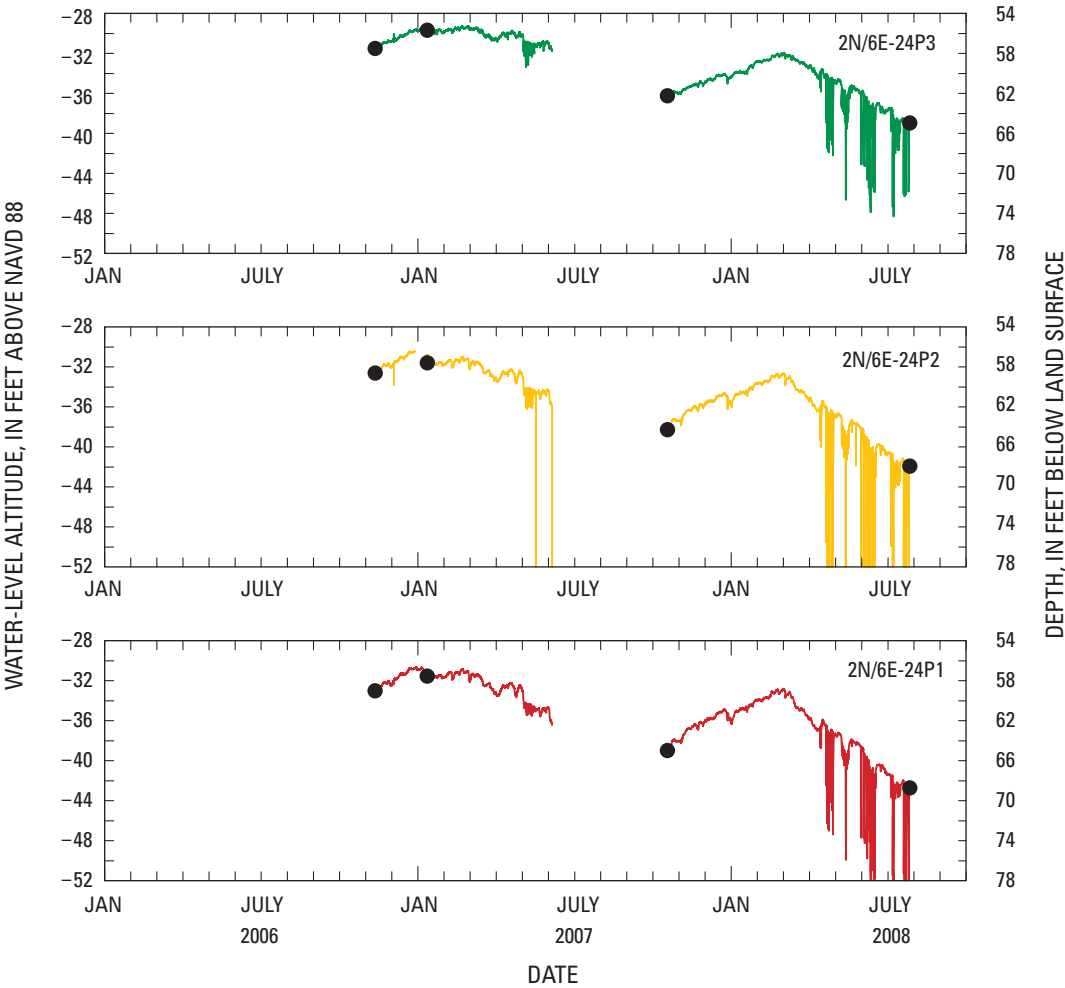 WATER-LEVEL ALTITUDE, IN FEET ABOVE NAVD 88
−28 54
−32 58
−36 62
−40 66
−44 70
−48 74
−52 78
2N/6E-24P3
JAN JULY JAN JULY JAN JULY
−28 54
−32 58
−36 62
−40 66
−44 70
−48 74
−52 78
2N/6E-24P2
JAN JULY JAN JULY JAN JULY
−28 54
−32 58
−36 62
−40 66
−44 70
−48 74
−52 78
2N/6E-24P1
JAN JULY JAN JULY JAN JULY
2006 2007 2008
DATE
DEPTH, IN FEET BELOW LAND SURFACE